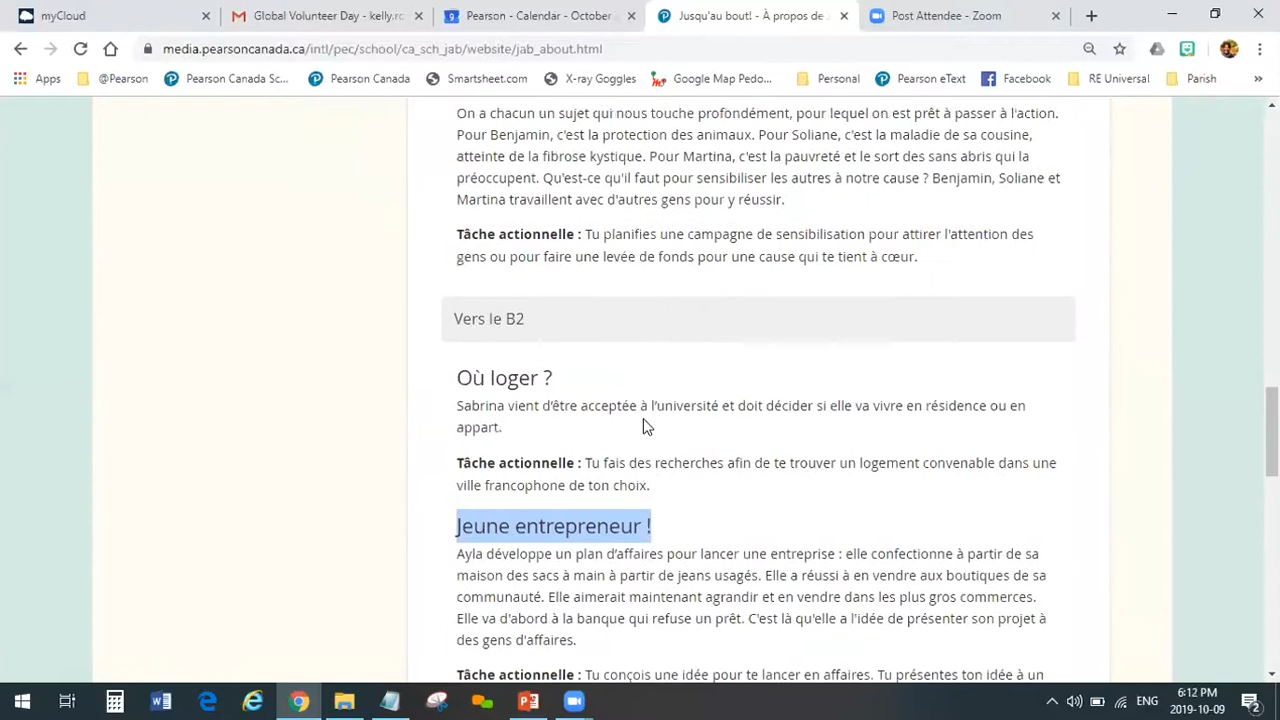 myCloud
Global Volunteer Day - kelly.rc
Pearson - Calendar - October
Jusqu'au bout! - À propos de
Post Attendee - Zoom
media.pearsoncanada.ca/intl/pec/school/ca_sch_jab/website/jab_about.html
Apps
@Pearson
Pearson Canada Sc...
Pearson Canada
Smartsheet.com
X-ray Goggles
Google Map Pedo...
Personal
Pearson eText
Facebook
RE Universal
Parish
On a chacun un sujet qui nous touche profondément, pour lequel on est prêt à passer à l'action.
Pour Benjamin, c'est la protection des animaux. Pour Soliane, c'est la maladie de sa cousine,
atteinte de la fibrose kystique. Pour Martina, c'est la pauvreté et le sort des sans abris qui la
préoccupent. Qu'est-ce qu'il faut pour sensibiliser les autres à notre cause ? Benjamin, Soliane et
Martina travaillent avec d'autres gens pour y réussir.
Tâche actionnelle : Tu planifies une campagne de sensibilisation pour attirer l'attention des
gens ou pour faire une levée de fonds pour une cause qui te tient à cœur.
Vers le B2
Où loger ?
Sabrina vient d'être acceptée à l'université et doit décider si elle va vivre en résidence ou en
appart.
Tâche actionnelle : Tu fais des recherches afin de te trouver un logement convenable dans une
ville francophone de ton choix.
Jeune entrepreneur !
Ayla développe un plan d'affaires pour lancer une entreprise : elle confectionne à partir de sa
maison des sacs à main à partir de jeans usagés. Elle a réussi à en vendre aux boutiques de sa
communauté. Elle aimerait maintenant agrandir et en vendre dans les plus gros commerces.
Elle va d'abord à la banque qui refuse un prêt. C'est là qu'elle a l'idée de présenter son projet à
des gens d'affaires.
Tâche actionnelle : Tu conçois une idée pour te lancer en affaires. Tu présentes ton idée à un
ENG
6:12 PM
2019-10-09
2